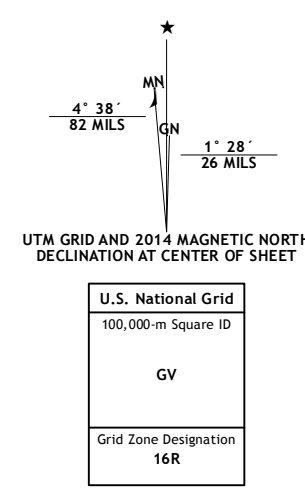 ★
MN
4° 38´
82 MILS
GN
1° 28´
26 MILS
UTM GRID AND 2014 MAGNETIC NORTH
DECLINATION AT CENTER OF SHEET
U.S. National Grid
100,000-m Square ID
GV
Grid Zone Designation
16R